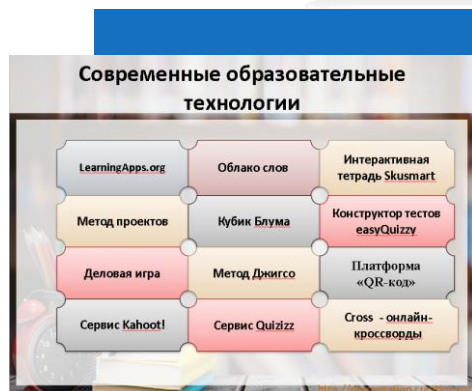 Современные образовательные
технологии
LearningApps.org
Облако слов
Интерактивная
тетрадь Skusmart
Метод проектов
Кубик Блума
Конструктор тестов
easyQuizzy
Деловая игра
Метод Джигсо
Платформа
«QR-код»
Сервис Kahoot!
Сервис Quizizz
Cross - онлайн-
кроссворды